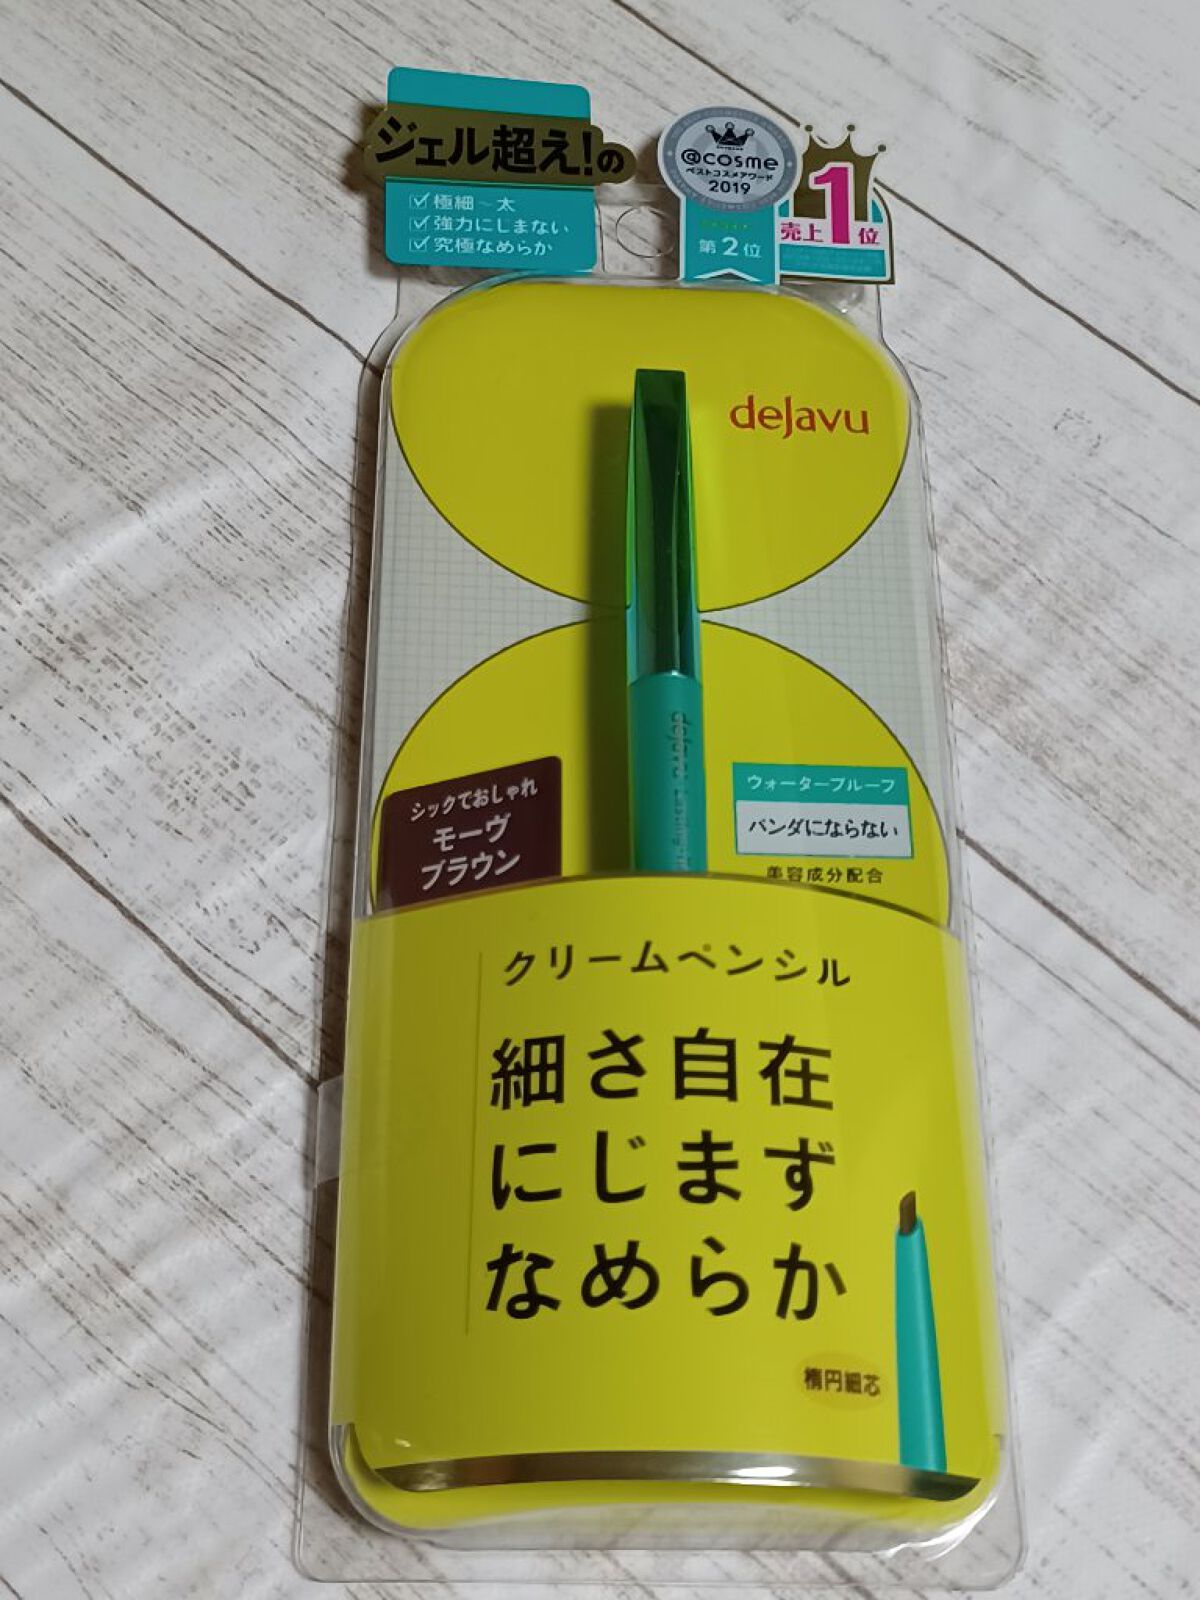 ジェル超え!の
極細〜太
強力にじまない
究極なめらか
@cosme
ベストコスメアワード
2019
第2位
売上1位
dejavu
dejavu Lasting-fi
シックでおしゃれ
モーヴ
ブラウン
ウォータープルーフ
パンダにならない
美容成分配合
クリームペンシル
細さ自在
にじまず
なめらか
楕円細芯